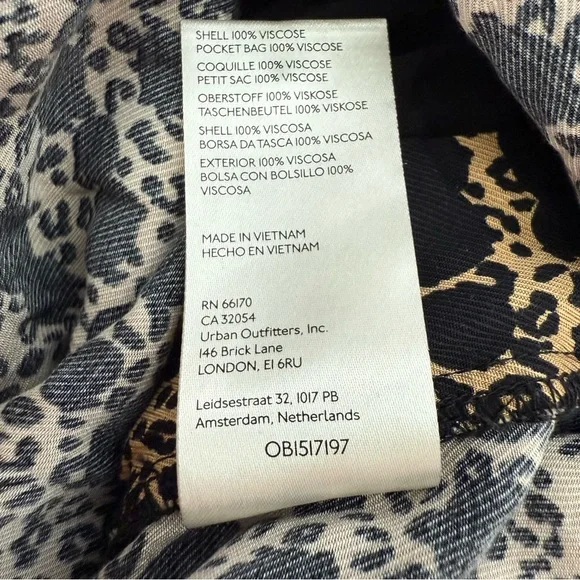 SHELL 100% VISCOSE
POCKET BAG 100% VISCOSE
COQUILLE 100% VISCOSE
PETIT SAC 100% VISCOSE
OBERSTOFF 100% VISKOSE
TASCHENBEUTEL 100% VISKOSE
SHELL 100% VISCOSA
BORSA DA TASCA 100% VISCOSA
EXTERIOR 100% VISCOSA
BOLSA CON BOLSILLO 100%
VISCOSA
MADE IN VIETNAM
HECHO EN VIETNAM
RN 66170
CA 32054
Urban Outfitters, Inc.
146 Brick Lane
LONDON, E1 6RU
Leidsestraat 32, 1017 PB
Amsterdam, Netherlands
OB1517197